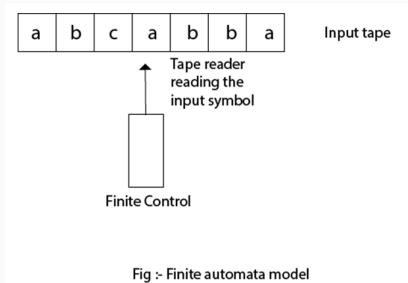 a b c a b b a Input tape
Tape reader
reading the
input symbol
Finite Control
Fig :- Finite automata model